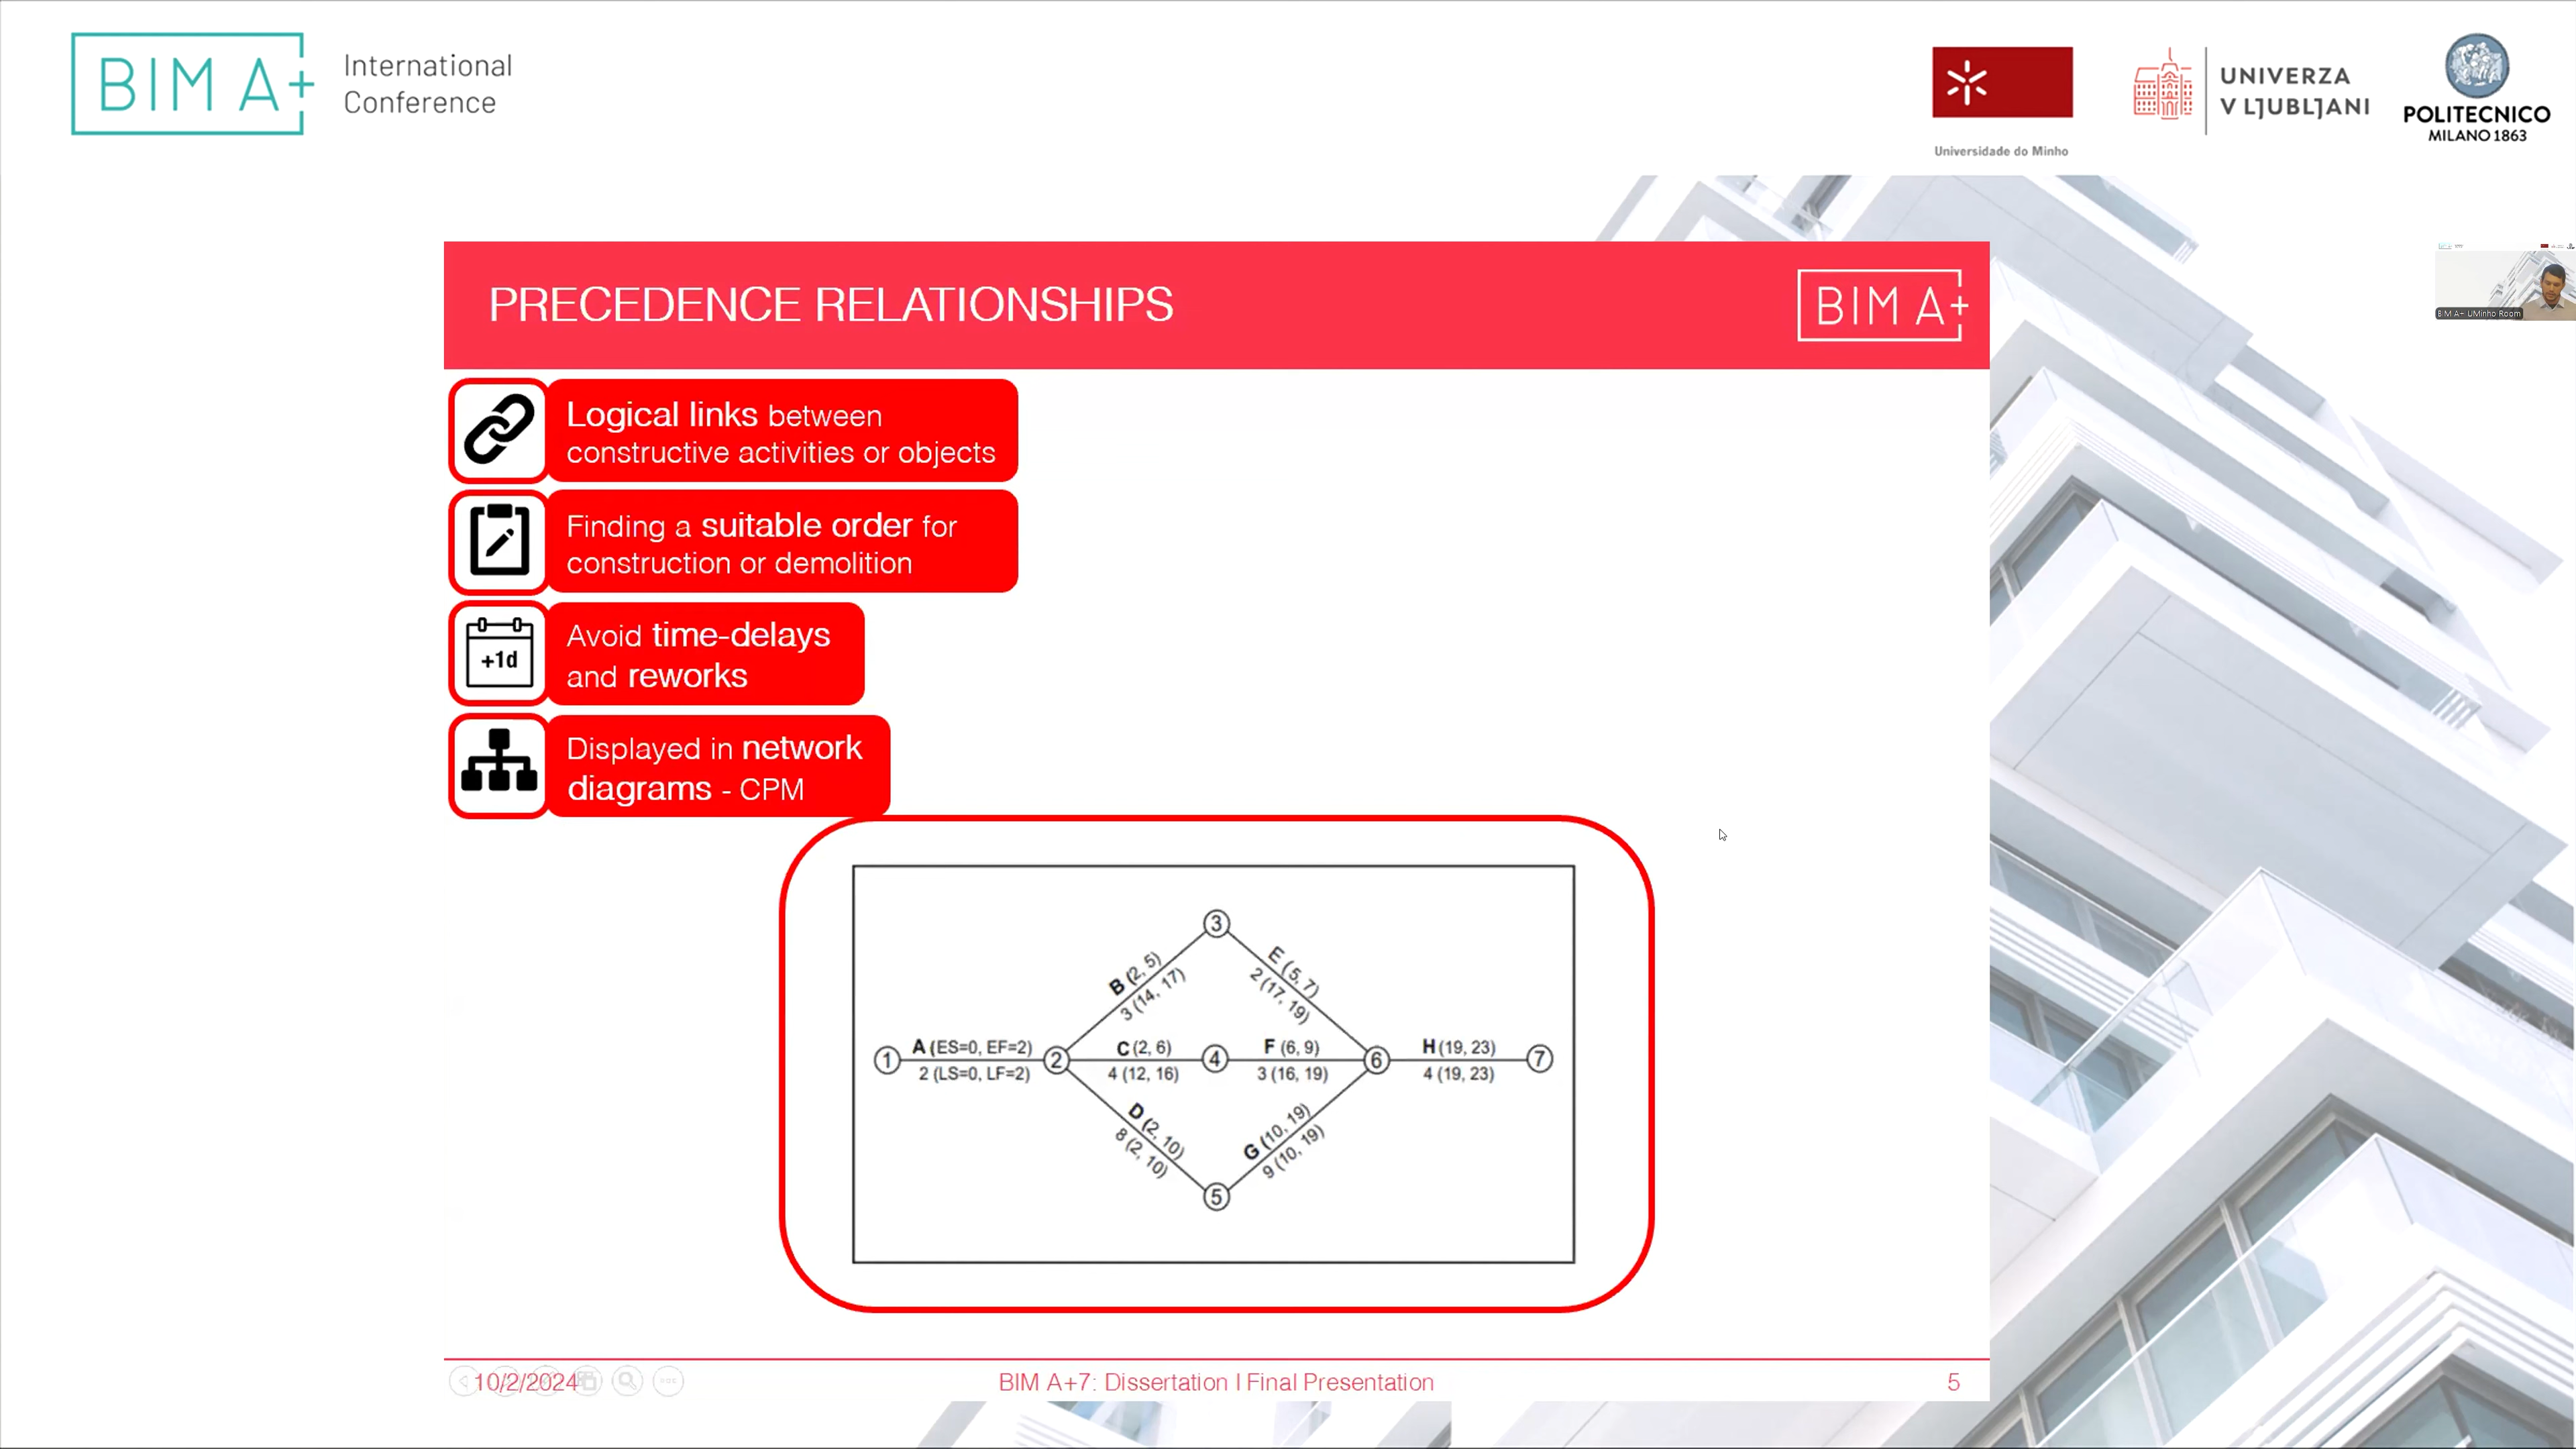 BIM A+
International
Conference
Universidade do Minho
UNIVERZA
V LJUBLJANI
POLITECNICO
MILANO 1863
PRECEDENCE RELATIONSHIPS
BIM A+
BIM A+ UMinho Room
Logical links between
constructive activities or objects
Finding a suitable order for
construction or demolition
+1d
Avoid time-delays
and reworks
Displayed in network
diagrams - CPM
3
B (2, 5)
3 (14, 17)
E (5, 7)
2 (17, 19)
1
A (ES=0, EF=2)
2 (LS=0, LF=2)
2
C (2, 6)
4 (12, 16)
4
F (6, 9)
3 (16, 19)
6
H (19, 23)
4 (19, 23)
7
D (2, 10)
8 (2, 10)
G (10, 19)
9 (10, 19)
5
10/2/2024
BIM A+7: Dissertation I Final Presentation
5